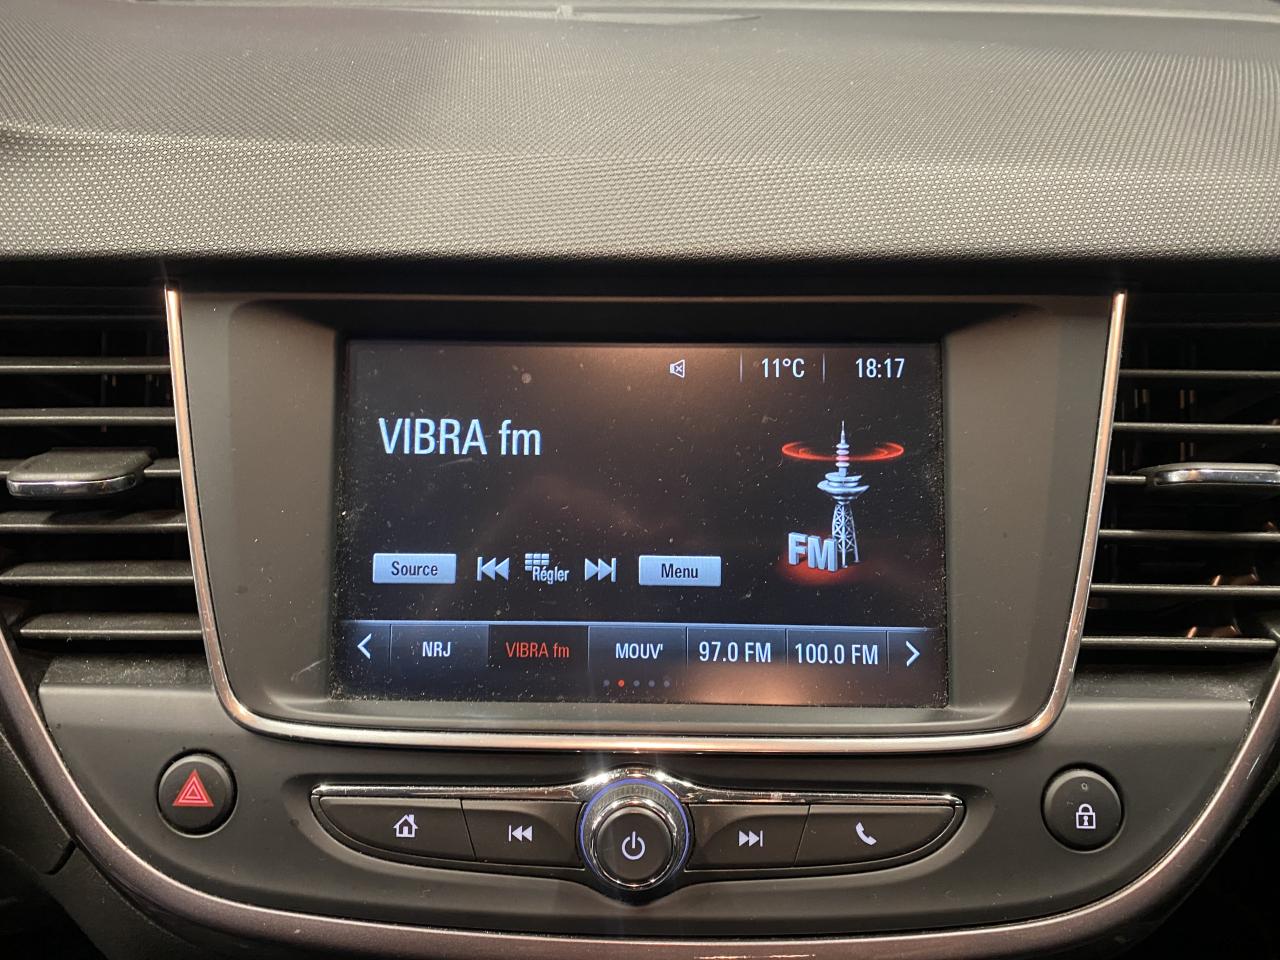 11°C 18:17
VIBRA fm
FM
Source Régler Menu
NRJ VIBRA fm MOUV' 97.0 FM 100.0 FM